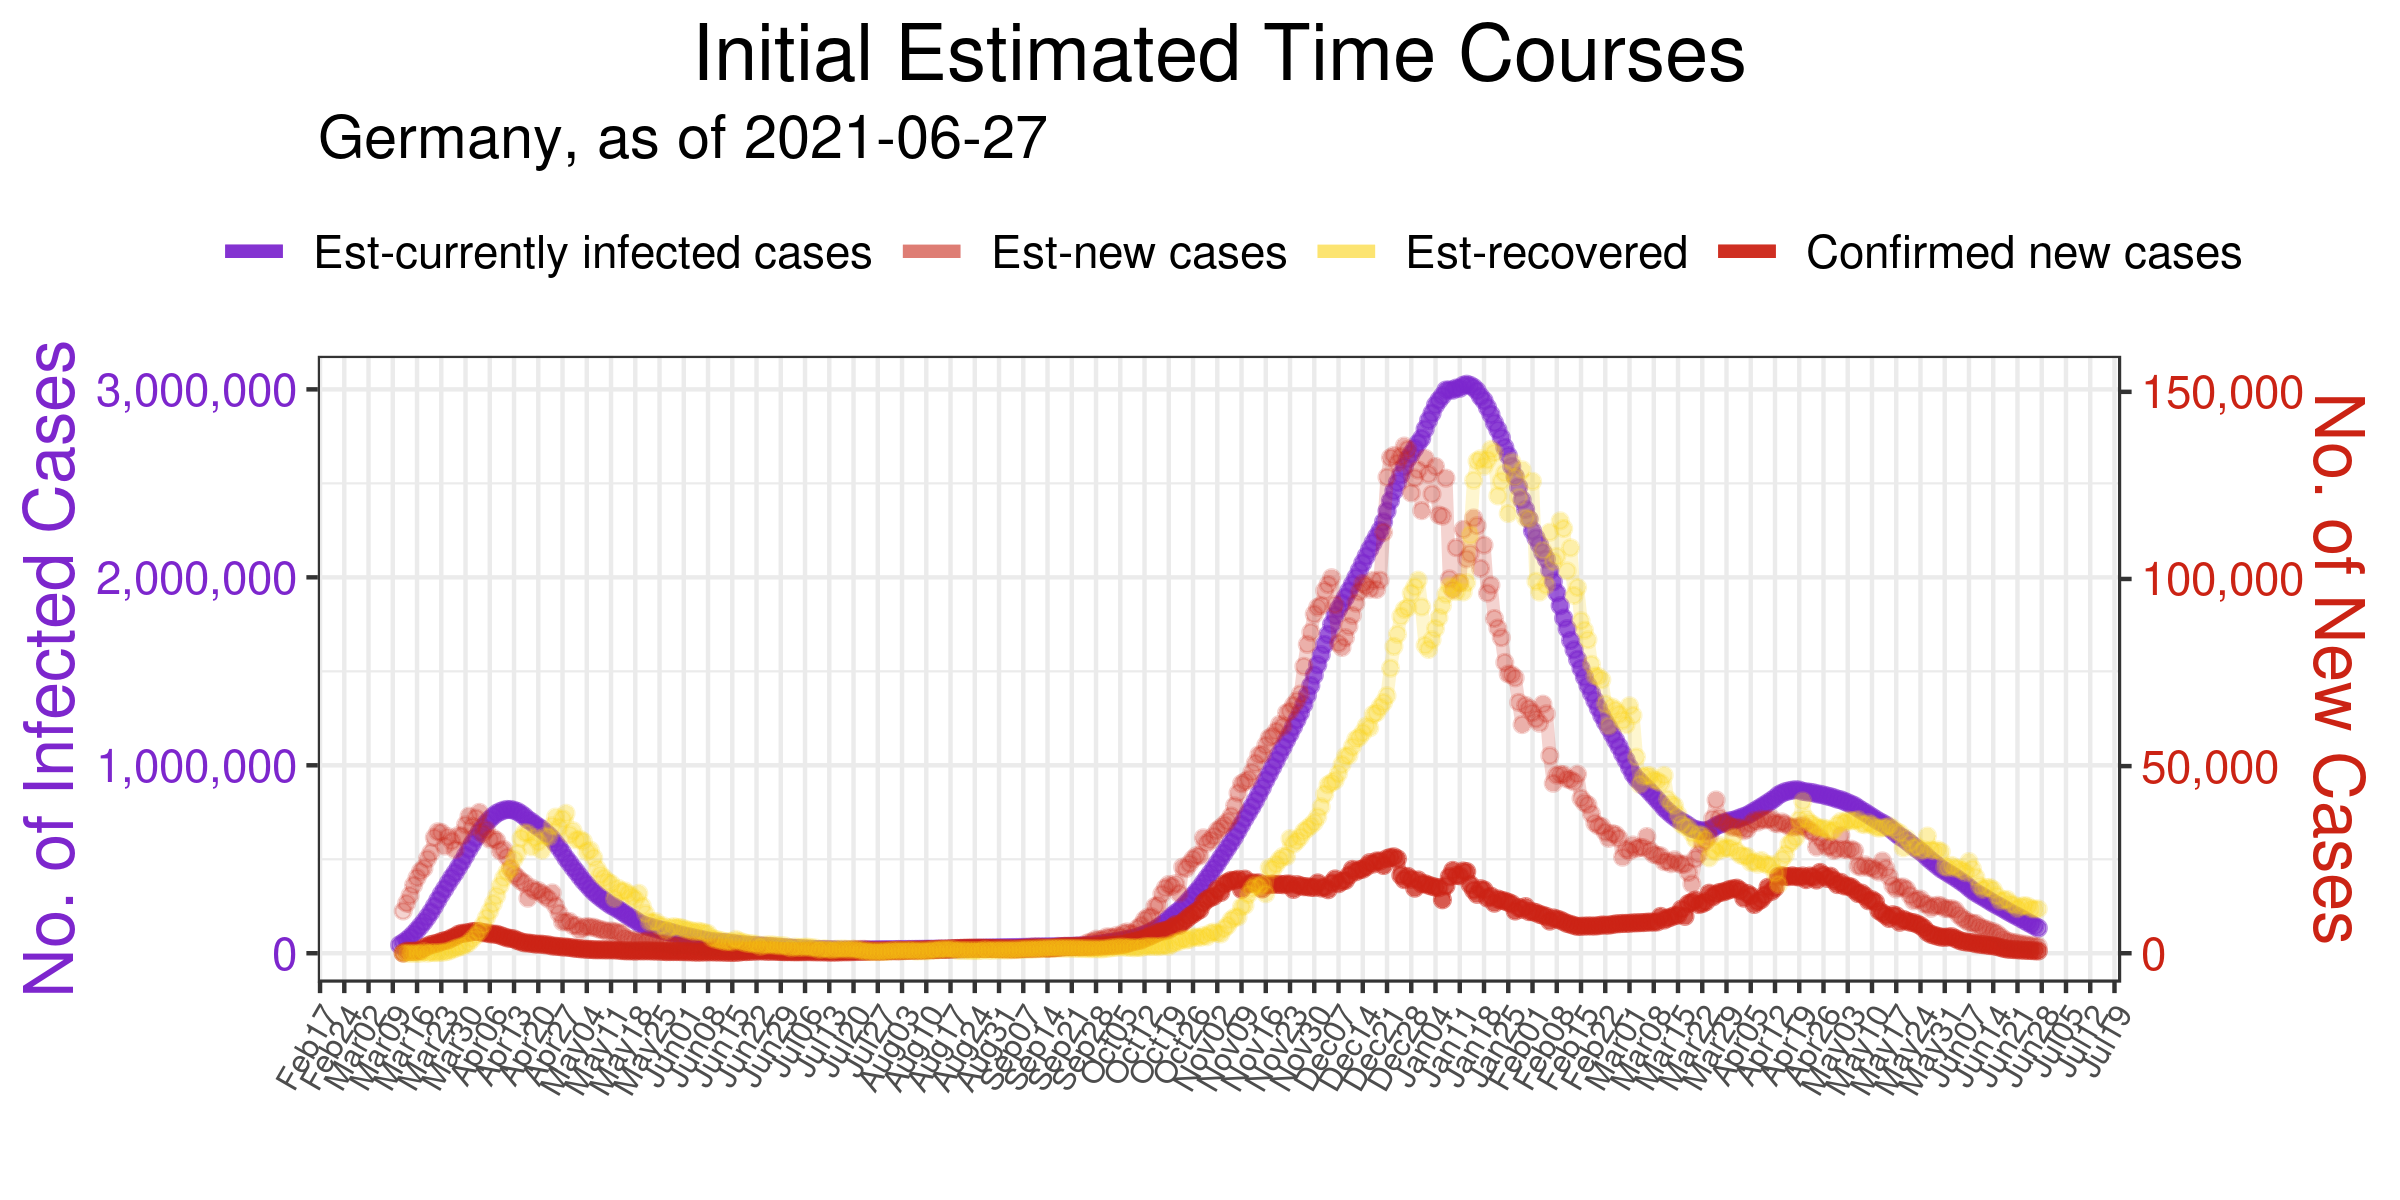 Initial Estimated Time Courses
Germany, as of 2021-06-27
Est-currently infected cases
Est-new cases
Est-recovered
Confirmed new cases
No. of Infected Cases
3,000,000
2,000,000
1,000,000
0
150,000
100,000
50,000
0
No. of New Cases
Feb17
Feb24
Mar02
Mar09
Mar16
Mar23
Mar30
Apr06
Apr13
Apr20
Apr27
May04
May11
May18
May25
Jun01
Jun08
Jun15
Jun22
Jun29
Jul06
Jul13
Jul20
Jul27
Aug03
Aug10
Aug17
Aug24
Aug31
Sep07
Sep14
Sep21
Sep28
Oct05
Oct12
Oct19
Oct26
Nov02
Nov09
Nov16
Nov23
Nov30
Dec07
Dec14
Dec21
Dec28
Jan04
Jan11
Jan18
Jan25
Feb01
Feb08
Feb15
Feb22
Mar01
Mar08
Mar15
Mar22
Mar29
Apr05
Apr12
Apr19
Apr26
May03
May10
May17
May24
May31
Jun07
Jun14
Jun21
Jun28
Jul05
Jul12
Jul19